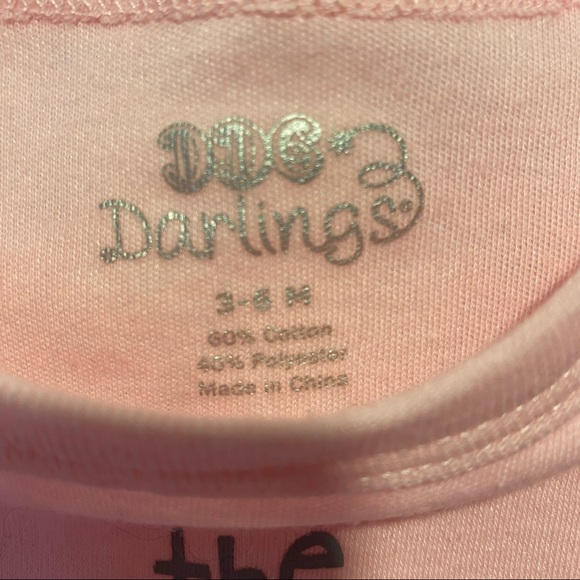 DDG
Darlings
3-6 M
60% Cotton
40% Polyester
Made in China
the